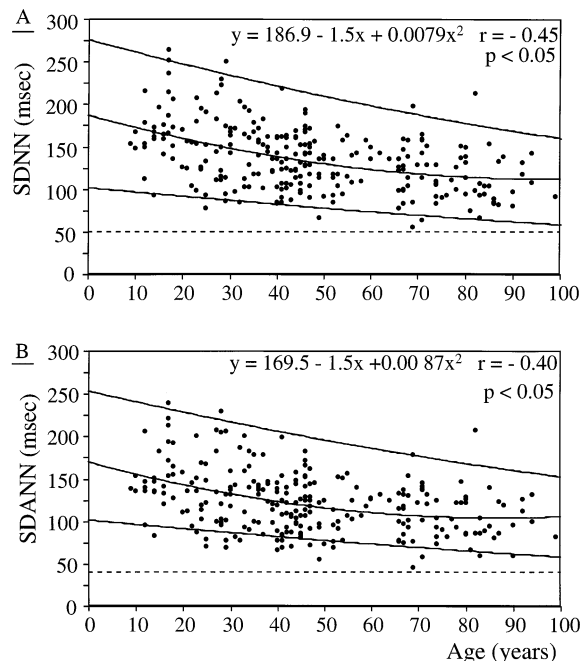 A
y = 186.9 - 1.5x + 0.0079x² r = - 0.45
p < 0.05
SDNN (msec)
300
250
200
150
100
50
0
0 10 20 30 40 50 60 70 80 90 100
B
y = 169.5 - 1.5x +0.00 87x² r = - 0.40
p < 0.05
SDANN (msec)
300
250
200
150
100
50
0
0 10 20 30 40 50 60 70 80 90 100
Age (years)